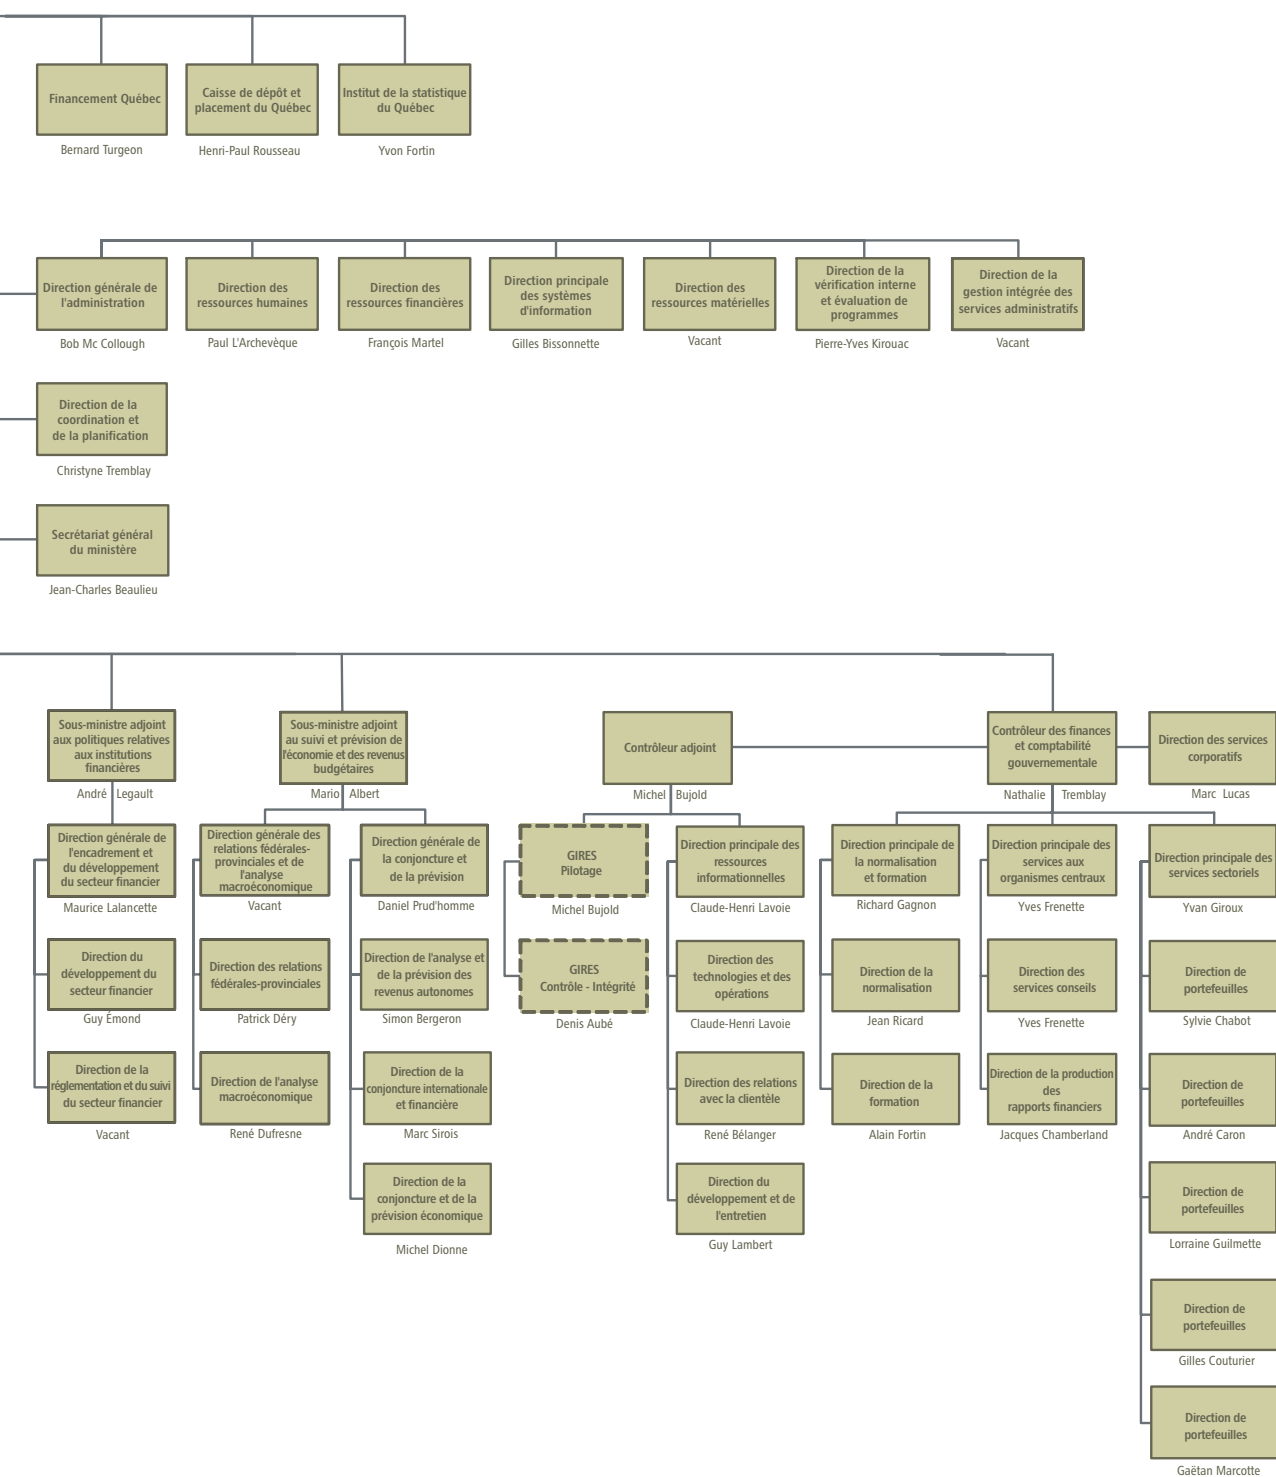 Financement Québec
Bernard Turgeon
Caisse de dépôt et
placement du Québec
Henri-Paul Rousseau
Institut de la statistique
du Québec
Yvon Fortin
Direction générale de
l'administration
Bob Mc Collough
Direction des
ressources humaines
Paul L'Archevèque
Direction des
ressources financières
François Martel
Direction principale
des systèmes
d'information
Gilles Bissonnette
Direction des
ressources matérielles
Vacant
Direction de la
vérification interne
et évaluation de
programmes
Pierre-Yves Kirouac
Direction de la
gestion intégrée des
services administratifs
Vacant
Direction de la
coordination et
de la planification
Christyne Tremblay
Secrétariat général
du ministère
Jean-Charles Beaulieu
Sous-ministre adjoint
aux politiques relatives
aux institutions
financières
André Legault
Sous-ministre adjoint
au suivi et prévision de
l'économie et des revenus
budgétaires
Mario Albert
Contrôleur adjoint
Michel Bujold
Contrôleur des finances
et comptabilité
gouvernementale
Nathalie Tremblay
Direction des services
corporatifs
Marc Lucas
Direction générale de
l'encadrement et
du développement
du secteur financier
Maurice Lalancette
Direction générale des
relations fédérales-
provinciales et de
l'analyse
macroéconomique
Vacant
Direction générale de
la conjoncture et
de la prévision
Daniel Prud'homme
GIRES
Pilotage
Michel Bujold
Direction principale des
ressources
informationnelles
Claude-Henri Lavoie
Direction principale de
la normalisation
et formation
Richard Gagnon
Direction principale des
services aux
organismes centraux
Yves Frenette
Direction principale des
services sectoriels
Yvan Giroux
Direction du
développement du
secteur financier
Guy Émond
Direction des relations
fédérales-provinciales
Patrick Déry
Direction de l'analyse et
de la prévision des
revenus autonomes
Simon Bergeron
GIRES
Contrôle - Intégrité
Denis Aubé
Direction des
technologies et des
opérations
Claude-Henri Lavoie
Direction de la
normalisation
Jean Ricard
Direction des
services conseils
Yves Frenette
Direction de
portefeuilles
Sylvie Chabot
Direction de la
réglementation et du suivi
du secteur financier
Vacant
Direction de l'analyse
macroéconomique
René Dufresne
Direction de la
conjoncture internationale
et financière
Marc Sirois
Direction des relations
avec la clientèle
René Bélanger
Direction de la
formation
Alain Fortin
Direction de la production
des
rapports financiers
Jacques Chamberland
Direction de
portefeuilles
André Caron
Direction de la
conjoncture et de la
prévision économique
Michel Dionne
Direction du
développement et de
l'entretien
Guy Lambert
Direction de
portefeuilles
Lorraine Guilmette
Direction de
portefeuilles
Gilles Couturier
Direction de
portefeuilles
Gaëtan Marcotte